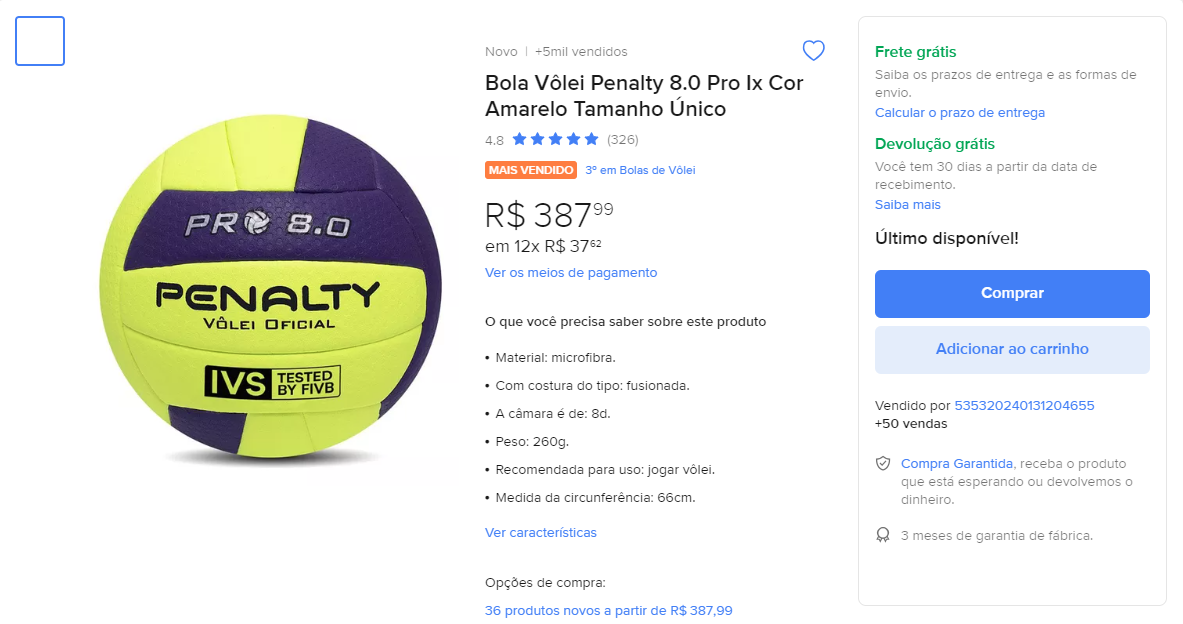 Novo | +5mil vendidos
Bola Vôlei Penalty 8.0 Pro Ix Cor
Amarelo Tamanho Único
4.8 (326)
MAIS VENDIDO 3º em Bolas de Vôlei
R$ 387 99
em 12x R$ 37 62
Ver os meios de pagamento
O que você precisa saber sobre este produto
• Material: microfibra.
• Com costura do tipo: fusionada.
• A câmara é de: 8d.
• Peso: 260g.
• Recomendada para uso: jogar vôlei.
• Medida da circunferência: 66cm.
Ver características
Opções de compra:
36 produtos novos a partir de R$ 387,99
PRO 8.0
PENALTY
VÔLEI OFICIAL
IVS TESTED
BY FIVB
Frete grátis
Saiba os prazos de entrega e as formas de
envio.
Calcular o prazo de entrega
Devolução grátis
Você tem 30 dias a partir da data de
recebimento.
Saiba mais
Último disponível!
Comprar
Adicionar ao carrinho
Vendido por 535320240131204655
+50 vendas
Compra Garantida, receba o produto
que está esperando ou devolvemos o
dinheiro.
3 meses de garantia de fábrica.